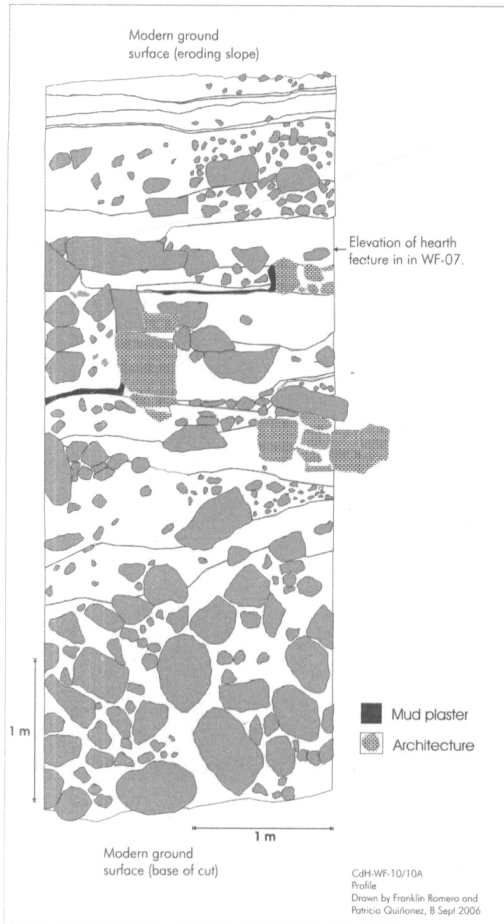 Modern ground
surface (eroding slope)
Elevation of hearth
fecture in in WF-07.
1 m
Mud plaster
Architecture
1 m
Modern ground
surface (base of cut)
CdH-WF-10/10A
Profile
Drawn by Franklin Romero and
Patricia Quiñonez, 8 Sept 2006